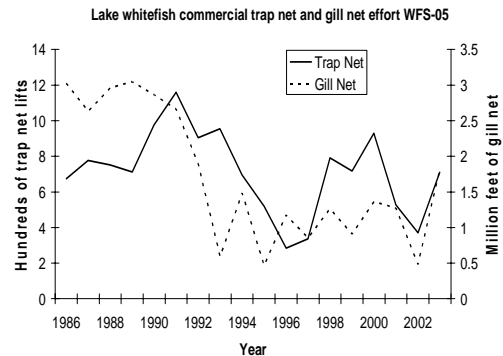 Lake whitefish commercial trap net and gill net effort WFS-05
Hundreds of trap net lifts
14
12
10
8
6
4
2
0
Trap Net
Gill Net
3.5
3
2.5
2
1.5
1
0.5
0
Million feet of gill net
1986 1988 1990 1992 1994 1996 1998 2000 2002
Year